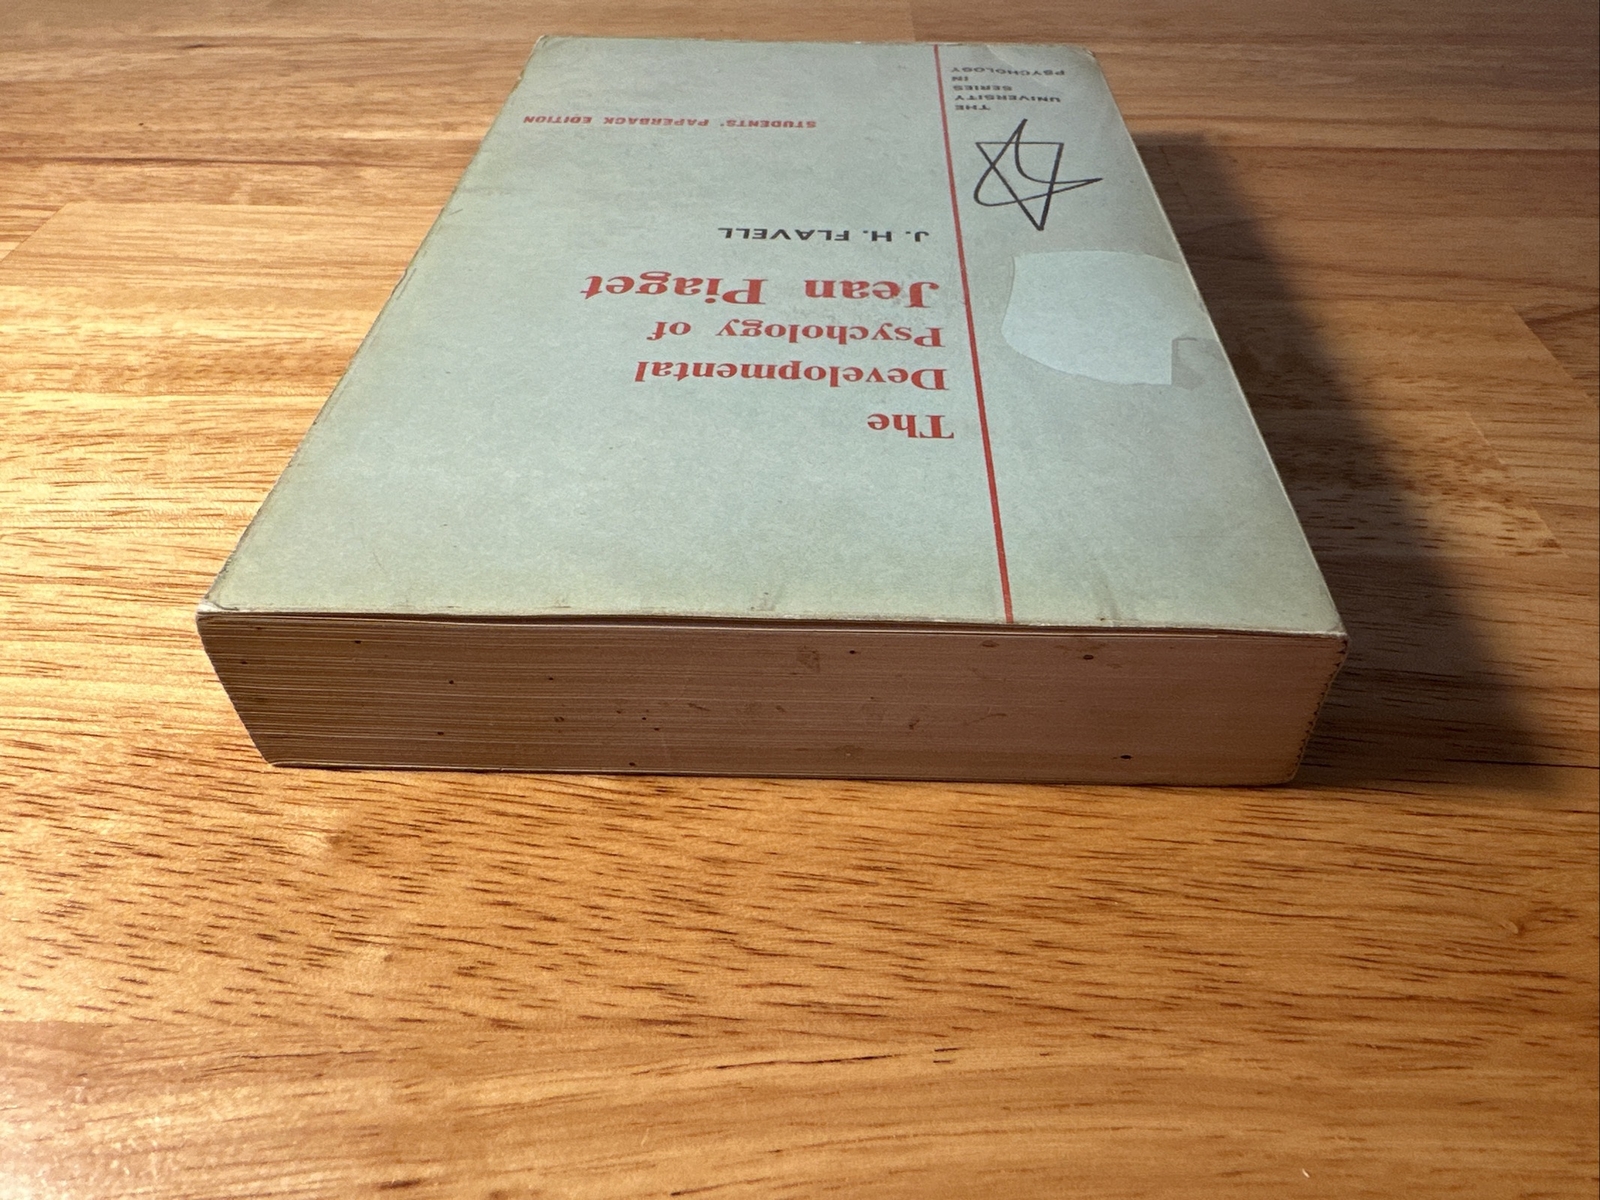 The
Developmental
Psychology of
Jean Piaget
J. H. FLAVELL
STUDENTS' PAPERBACK EDITION
THE
UNIVERSITY
SERIES
IN
PSYCHOLOGY